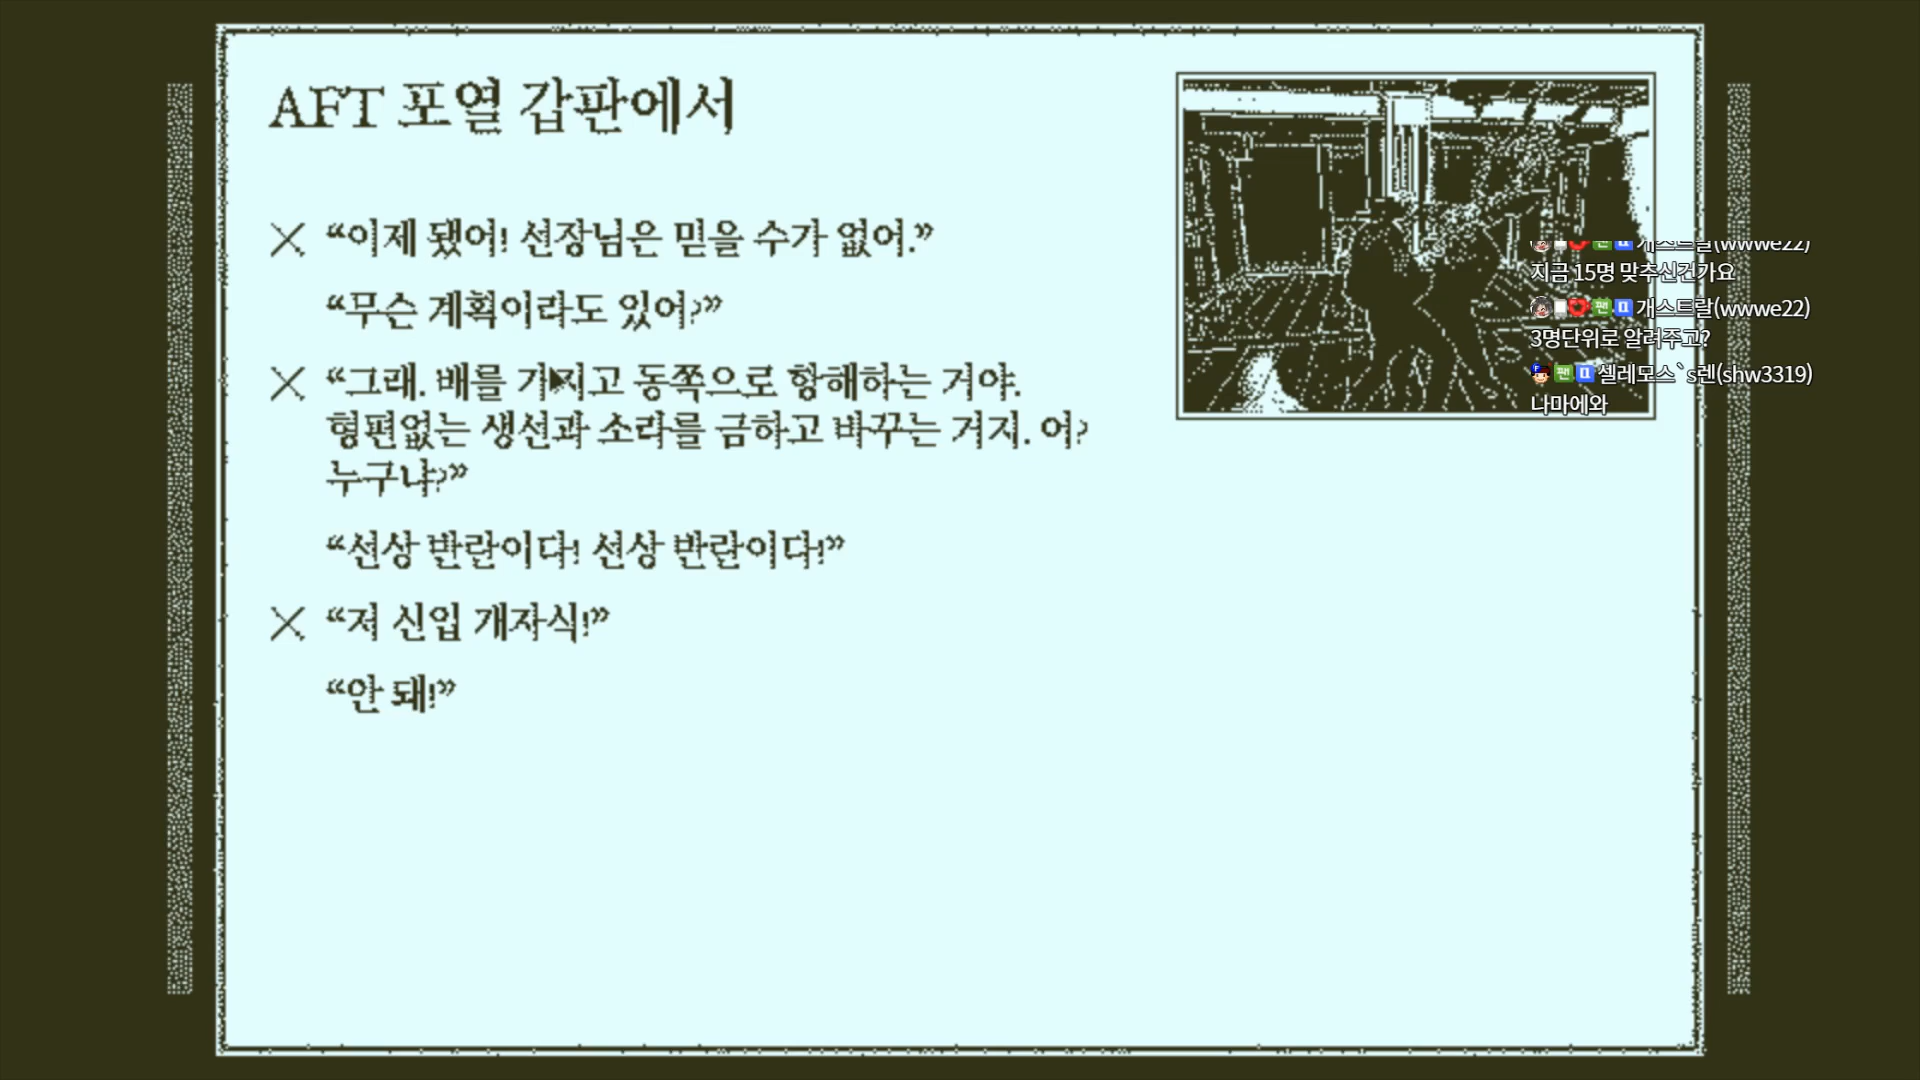 AFT 포열 갑판에서
“이제 됐어! 선장님은 믿을 수가 없어.”
“무슨 계획이라도 있어?”
“그래. 배를 가지고 동쪽으로 항해하는 거야.
형편없는 생선과 소라를 금하고 바꾸는 거지. 어?
누구냐?”
“선상 반란이다! 선상 반란이다!”
“저 신입 개자식!”
“안 돼!”
개스트랄(wwwe22)
지금 15명 맞추신건가요
개스트랄(wwwe22)
3명단위로 알려주고?
셀레모스`s렌(shw3319)
나마에와